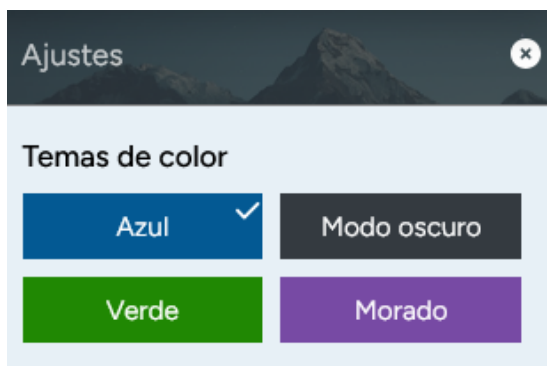 Ajustes
Temas de color
Azul
Modo oscuro
Verde
Morado